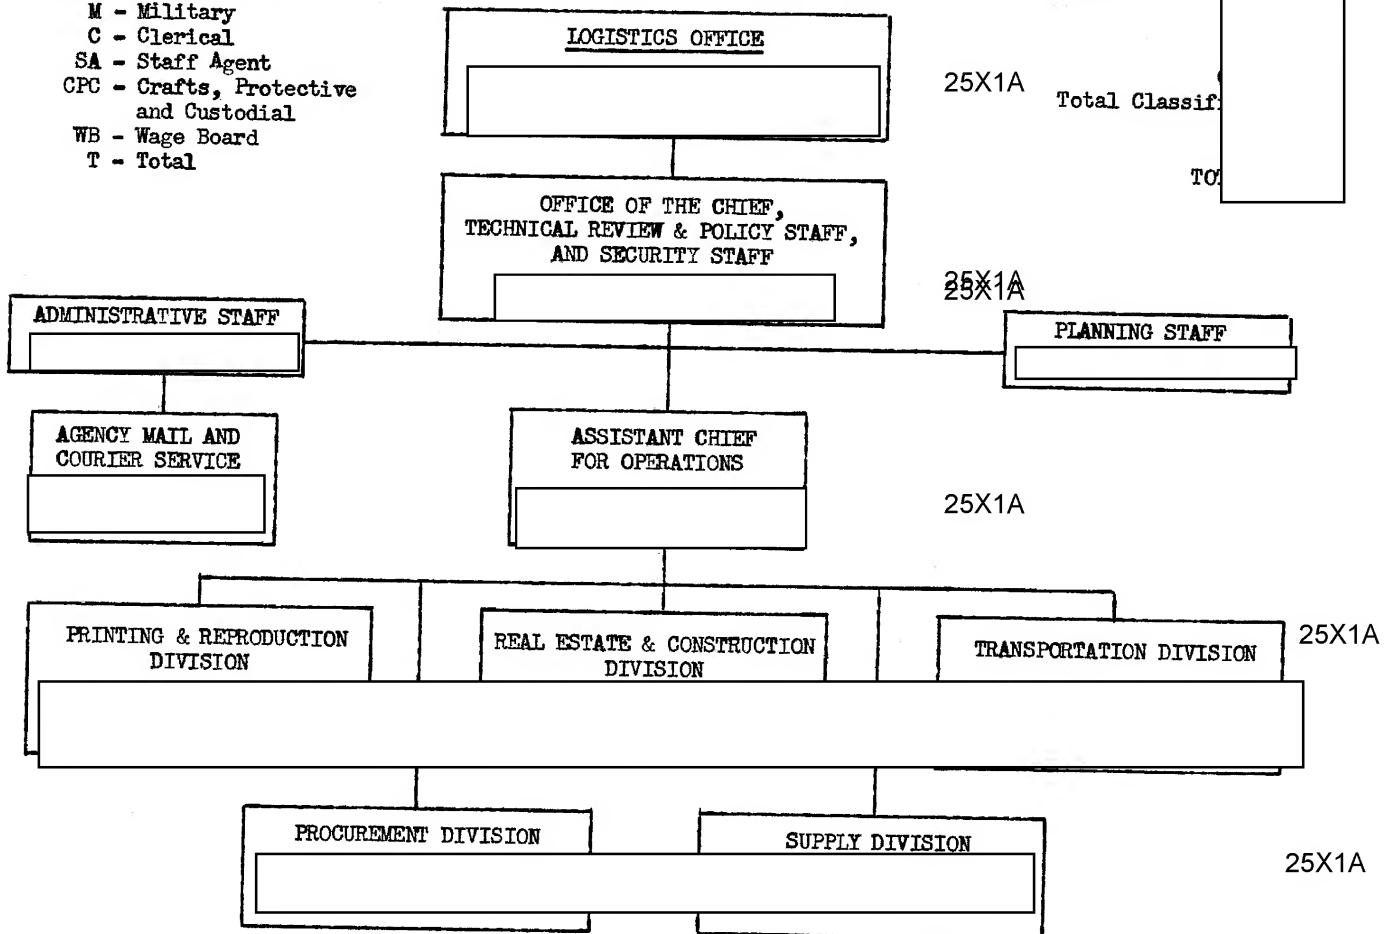 M - Military
C - Clerical
SA - Staff Agent
CPC - Crafts, Protective
and Custodial
WB - Wage Board
T - Total
LOGISTICS OFFICE
25X1A
Total Classif
TO
OFFICE OF THE CHIEF,
TECHNICAL REVIEW & POLICY STAFF,
AND SECURITY STAFF
25X1A
25X1A
ADMINISTRATIVE STAFF
PLANNING STAFF
AGENCY MAIL AND
COURIER SERVICE
ASSISTANT CHIEF
FOR OPERATIONS
25X1A
PRINTING & REPRODUCTION
DIVISION
REAL ESTATE & CONSTRUCTION
DIVISION
TRANSPORTATION DIVISION
25X1A
PROCUREMENT DIVISION
SUPPLY DIVISION
25X1A